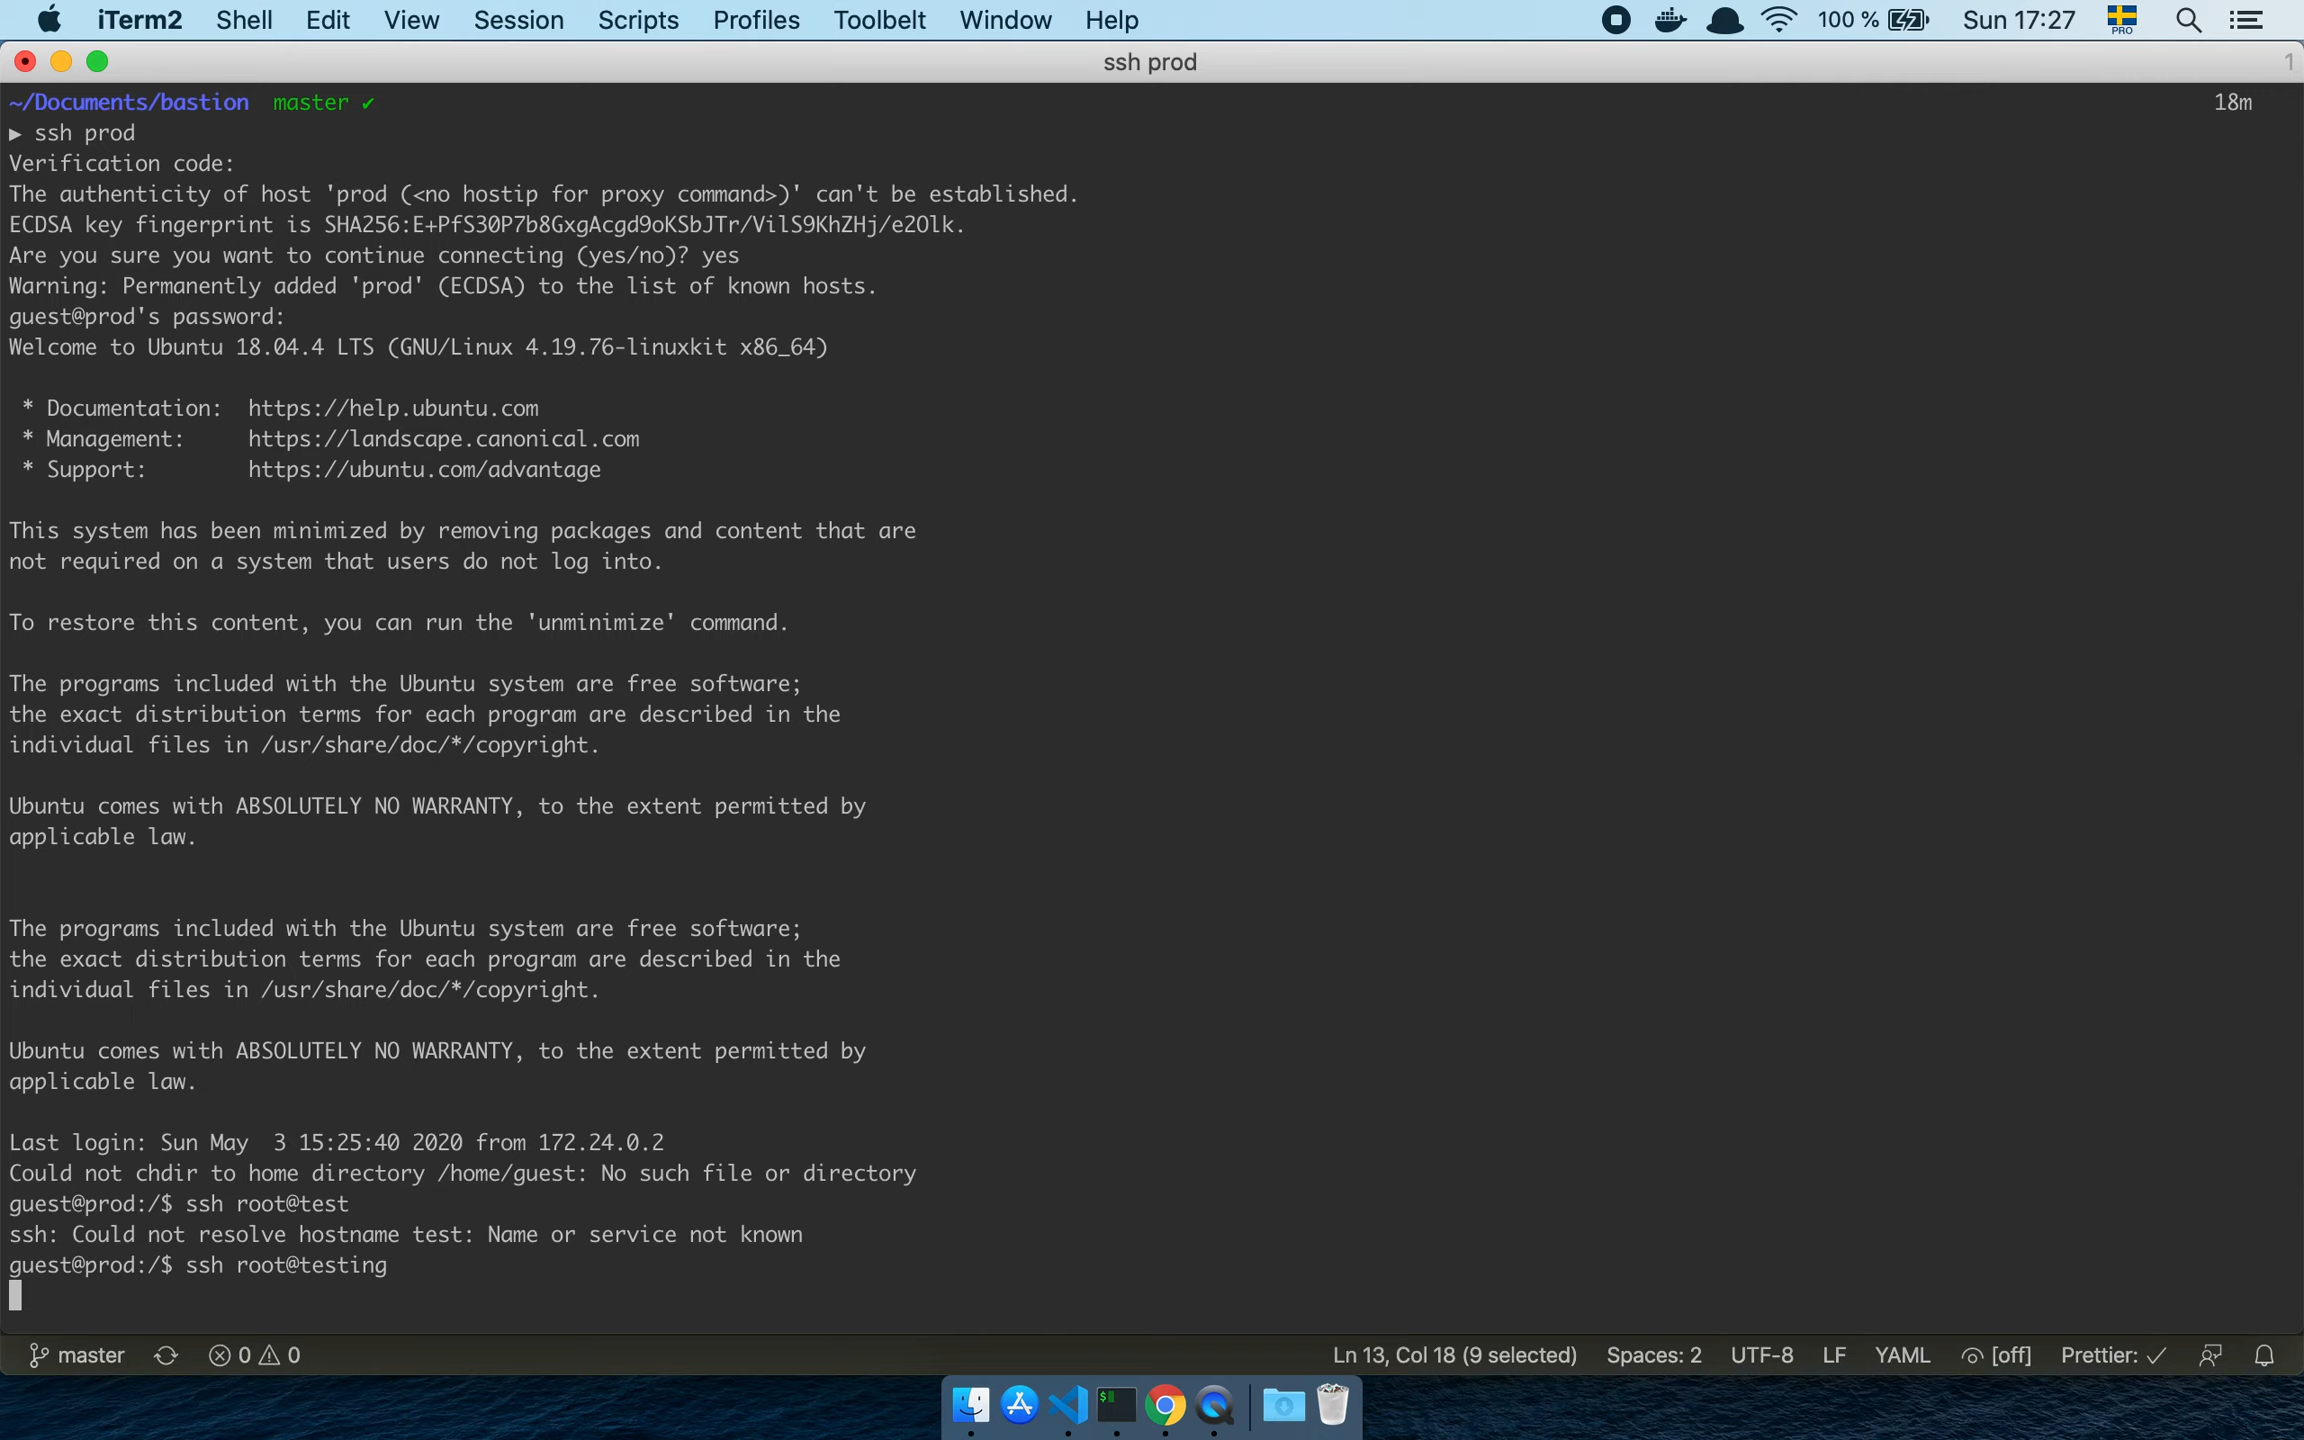 iTerm2 Shell Edit View Session Scripts Profiles Toolbelt Window Help 100 % Sun 17:27 PRO
ssh prod 1
~/Documents/bastion master ✔ 18m
▶ ssh prod
Verification code:
The authenticity of host 'prod (<no hostip for proxy command>)' can't be established.
ECDSA key fingerprint is SHA256:E+PfS30P7b8GxgAcgd9oKSbJTr/VilS9KhZHj/e2Olk.
Are you sure you want to continue connecting (yes/no)? yes
Warning: Permanently added 'prod' (ECDSA) to the list of known hosts.
guest@prod's password:
Welcome to Ubuntu 18.04.4 LTS (GNU/Linux 4.19.76-linuxkit x86_64)
* Documentation: https://help.ubuntu.com
* Management: https://landscape.canonical.com
* Support: https://ubuntu.com/advantage
This system has been minimized by removing packages and content that are
not required on a system that users do not log into.
To restore this content, you can run the 'unminimize' command.
The programs included with the Ubuntu system are free software;
the exact distribution terms for each program are described in the
individual files in /usr/share/doc/*/copyright.
Ubuntu comes with ABSOLUTELY NO WARRANTY, to the extent permitted by
applicable law.
The programs included with the Ubuntu system are free software;
the exact distribution terms for each program are described in the
individual files in /usr/share/doc/*/copyright.
Ubuntu comes with ABSOLUTELY NO WARRANTY, to the extent permitted by
applicable law.
Last login: Sun May  3 15:25:40 2020 from 172.24.0.2
Could not chdir to home directory /home/guest: No such file or directory
guest@prod:/$ ssh root@test
ssh: Could not resolve hostname test: Name or service not known
guest@prod:/$ ssh root@testing
master 0 0 Ln 13, Col 18 (9 selected) Spaces: 2 UTF-8 LF YAML [off] Prettier: ✓
$